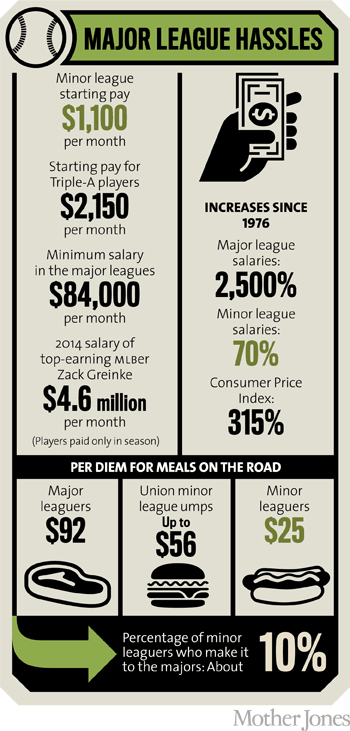 MAJOR LEAGUE HASSLES
Minor league
starting pay
$1,100
per month
Starting pay for
Triple-A players
$2,150
per month
Minimum salary
in the major leagues
$84,000
per month
2014 salary of
top-earning MLBer
Zack Greinke
$4.6 million
per month
(Players paid only in season)
$
INCREASES SINCE
1976
Major league
salaries:
2,500%
Minor league
salaries:
70%
Consumer Price
Index:
315%
PER DIEM FOR MEALS ON THE ROAD
Major
leaguers
$92
Union minor
league umps
Up to
$56
Minor
leaguers
$25
Percentage of minor
leaguers who make it
to the majors: About
10%
Mother Jones